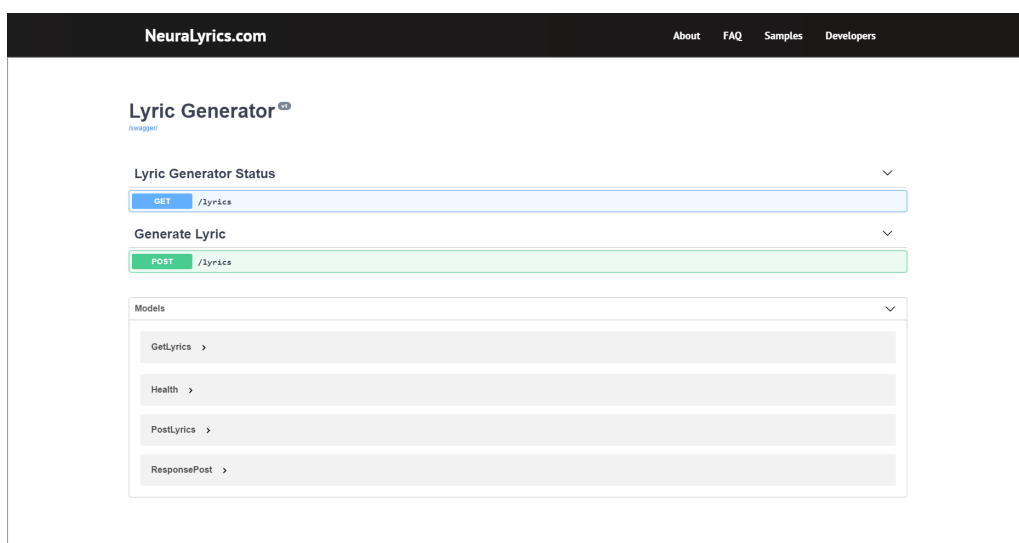 NeuraLyrics.com About FAQ Samples Developers
Lyric Generator v1
/swagger/
Lyric Generator Status
GET /lyrics
Generate Lyric
POST /lyrics
Models
GetLyrics >
Health >
PostLyrics >
ResponsePost >